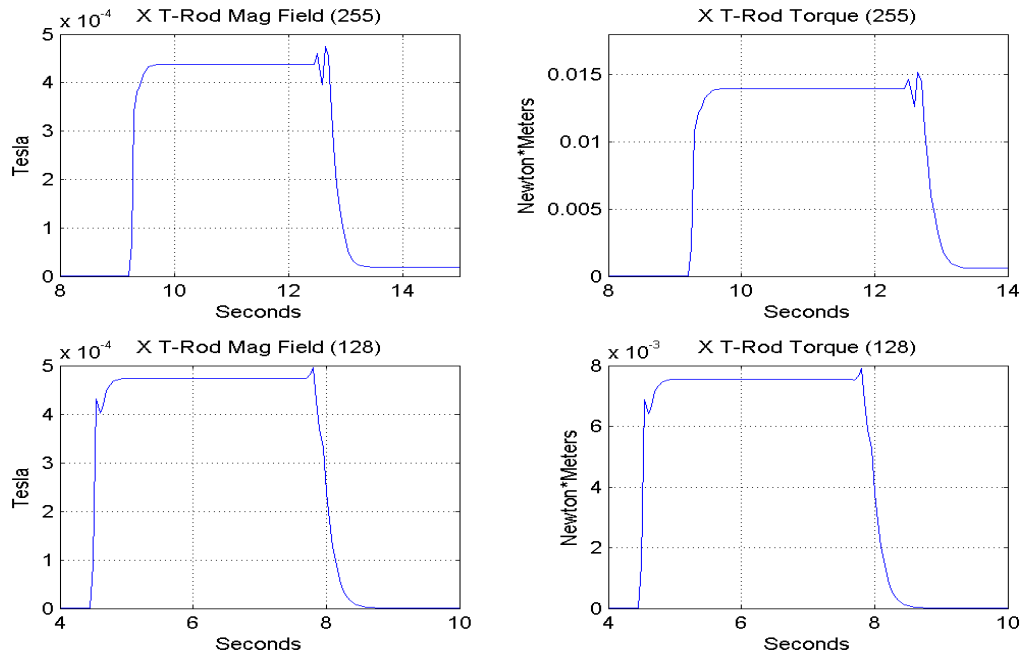 x 10-4
X T-Rod Mag Field (255)
5
4
3
2
1
0
Tesla
8
10
12
14
Seconds
X T-Rod Torque (255)
0.015
0.01
0.005
0
Newton*Meters
8
10
12
14
Seconds
x 10-4
X T-Rod Mag Field (128)
5
4
3
2
1
0
Tesla
4
6
8
10
Seconds
x 10-3
X T-Rod Torque (128)
8
6
4
2
0
Newton*Meters
4
6
8
10
Seconds